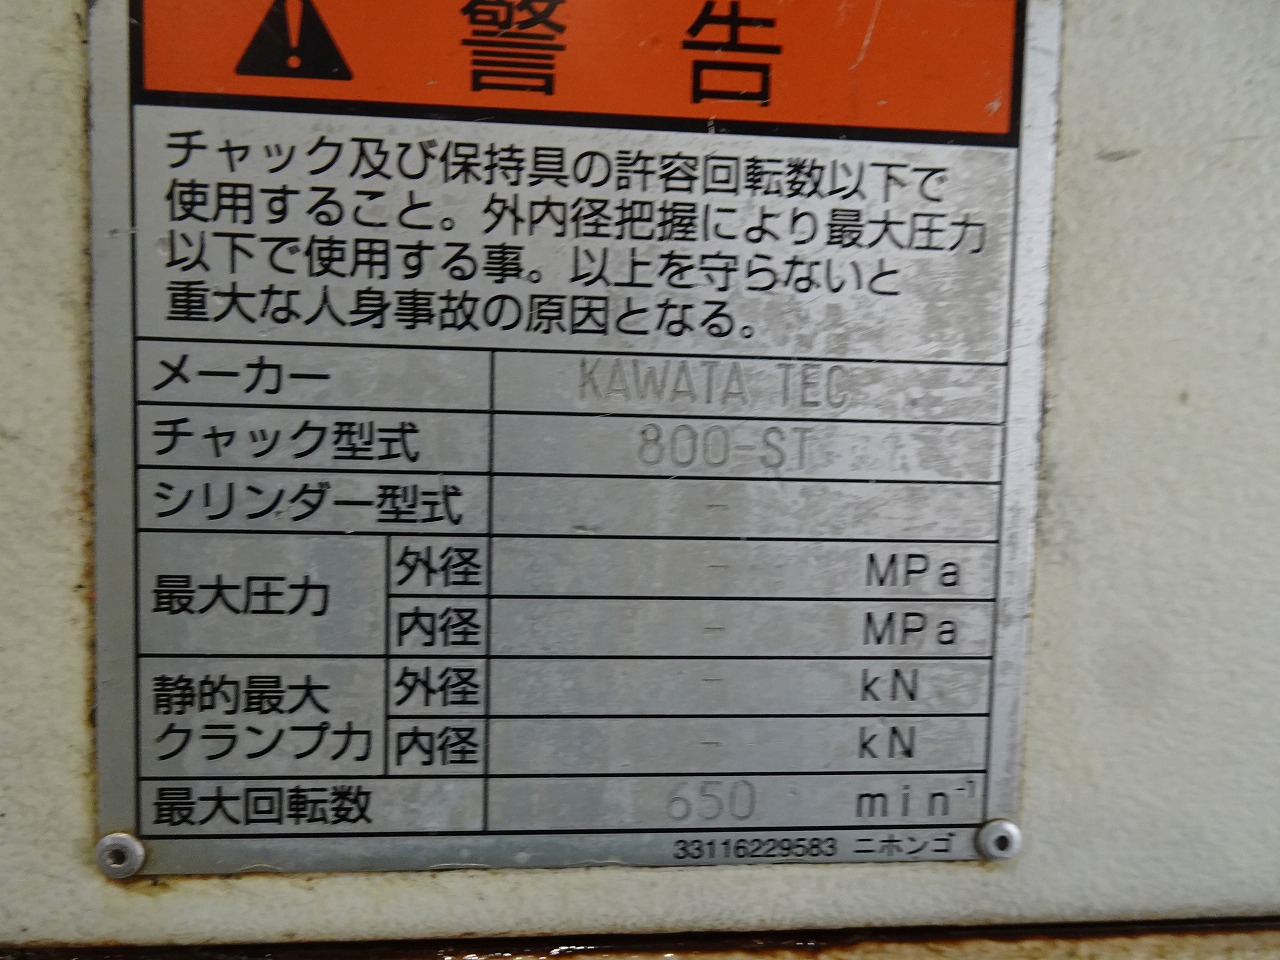 警告
チャック及び保持具の許容回転数以下で
使用すること。外内径把握により最大圧力
以下で使用する事。以上を守らないと
重大な人身事故の原因となる。
メーカー KAWATA TEC
チャック型式 800-ST
シリンダー型式 -
最大圧力 外径 - MPa
内径 - MPa
静的最大クランプ力 外径 - kN
内径 - kN
最大回転数 650 min⁻¹
33116229583 ニホンゴ